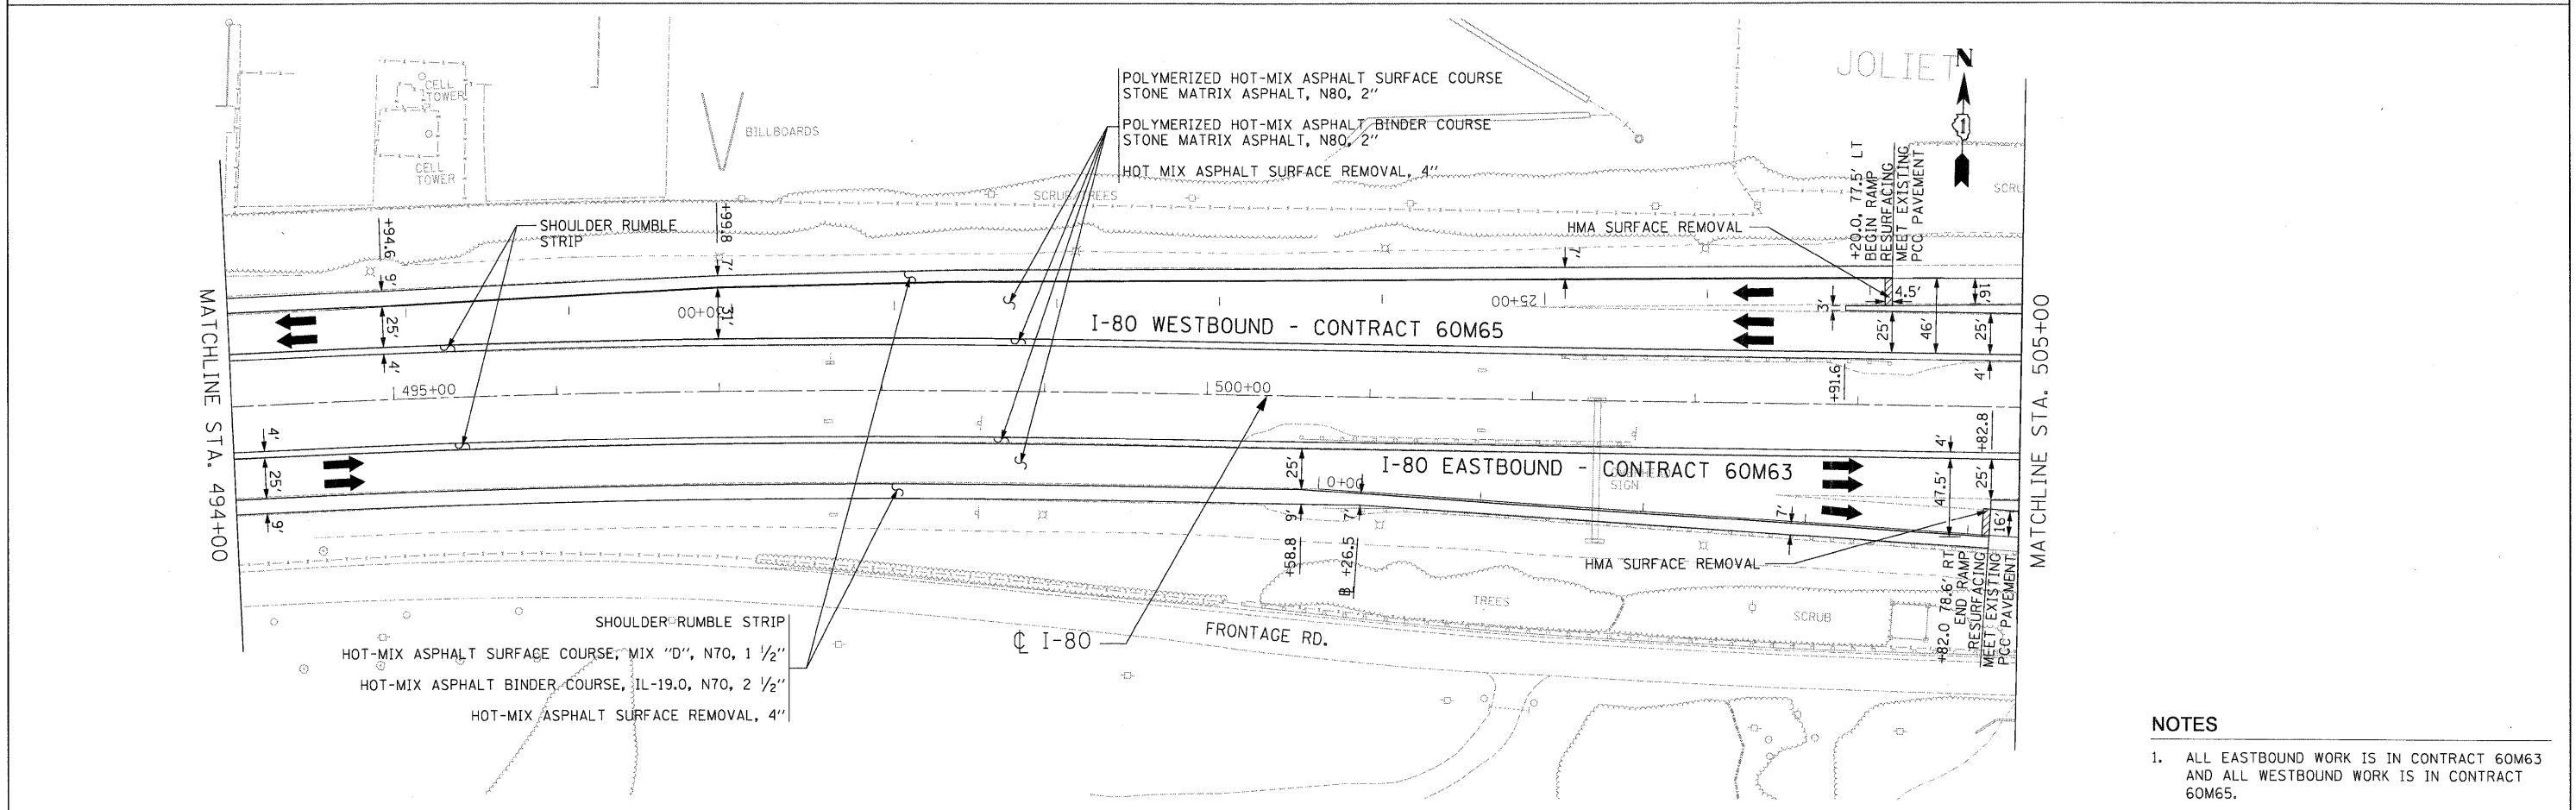 JOLIET
N
1
CELL
TOWER
CELL
TOWER
BILLBOARDS
POLYMERIZED HOT-MIX ASPHALT SURFACE COURSE
STONE MATRIX ASPHALT, N80, 2"
POLYMERIZED HOT-MIX ASPHALT BINDER COURSE
STONE MATRIX ASPHALT, N80, 2"
HOT MIX ASPHALT SURFACE REMOVAL, 4"
SCRUB TREES
SCRU
+20.0, 77.5' LT
BEGIN RAMP
RESURFACING
MEET EXISTING
PCC PAVEMENT
SHOULDER RUMBLE
STRIP
HMA SURFACE REMOVAL
+94.6
9'
+99.8
7'
7'
4.5'
16'
3'
25'
31'
25+00
I-80 WESTBOUND - CONTRACT 60M65
25'
46'
25'
4'
4'
+91.6
MATCHLINE STA. 494+00
MATCHLINE STA. 505+00
495+00
500+00
4'
25'
9'
25'
I-80 EASTBOUND - CONTRACT 60M63
0+00
SIGN
4'
+82.8
47.5'
25'
16'
7'
9'
7'
+58.8
B +26.5
HMA SURFACE REMOVAL
+82.0 78.6' RT
END RAMP
RESURFACING
MEET EXISTING
PCC PAVEMENT
TREES
SCRUB
FRONTAGE RD.
℄ I-80
SHOULDER RUMBLE STRIP
HOT-MIX ASPHALT SURFACE COURSE, MIX "D", N70, 1 1/2"
HOT-MIX ASPHALT BINDER COURSE, IL-19.0, N70, 2 1/2"
HOT-MIX ASPHALT SURFACE REMOVAL, 4"
NOTES
1. ALL EASTBOUND WORK IS IN CONTRACT 60M63
AND ALL WESTBOUND WORK IS IN CONTRACT
60M65.